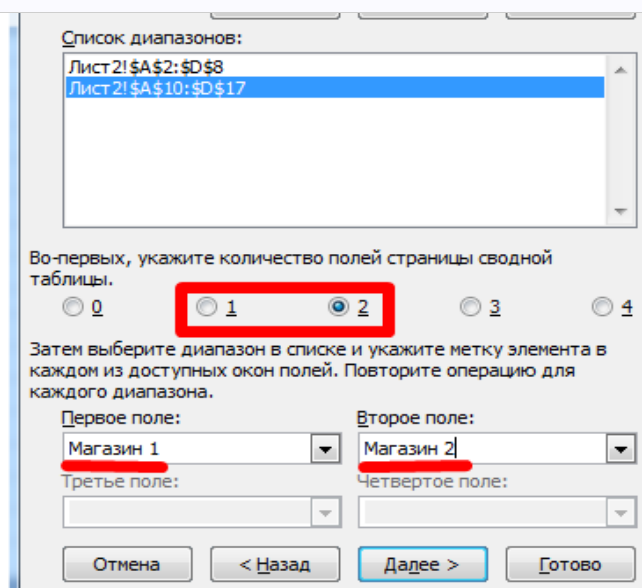 Список диапазонов:
Лист2!$A$2:$D$8
Лист2!$A$10:$D$17
Во-первых, укажите количество полей страницы сводной
таблицы.
0 1 2 3 4
Затем выберите диапазон в списке и укажите метку элемента в
каждом из доступных окон полей. Повторите операцию для
каждого диапазона.
Первое поле: Второе поле:
Магазин 1 Магазин 2
Третье поле: Четвертое поле:
Отмена < Назад Далее > Готово